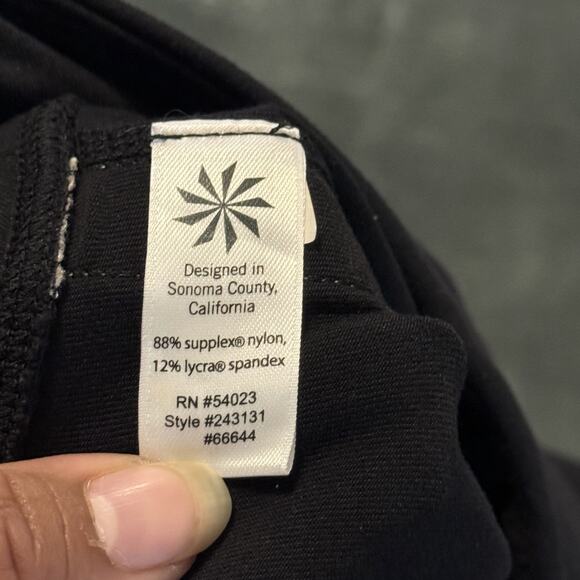 Designed in
Sonoma County,
California
88% supplex® nylon,
12% lycra® spandex
RN #54023
Style #243131
#66644